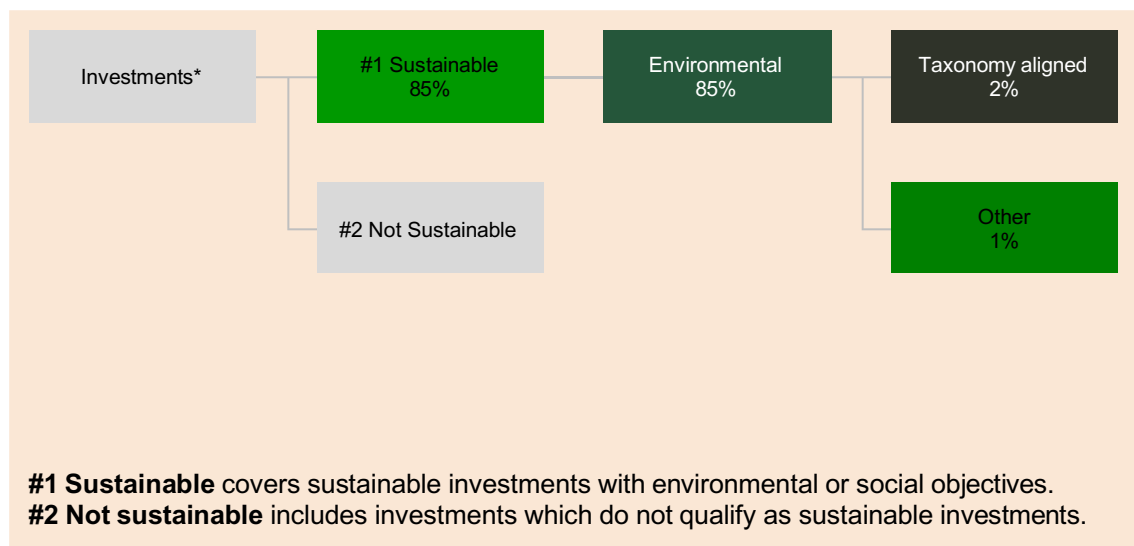 Investments*
#1 Sustainable
85%
Environmental
85%
Taxonomy aligned
2%
#2 Not Sustainable
Other
1%
#1 Sustainable covers sustainable investments with environmental or social objectives.
#2 Not sustainable includes investments which do not qualify as sustainable investments.